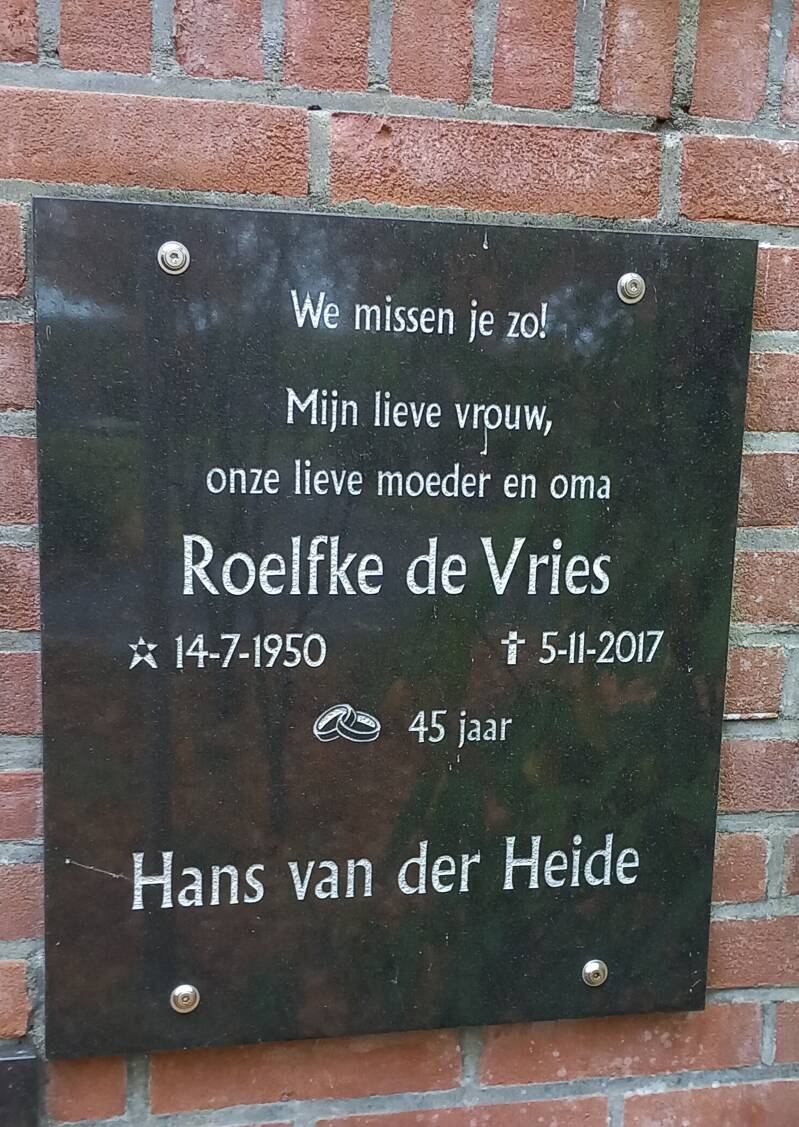 We missen je zo!
Mijn lieve vrouw,
onze lieve moeder en oma
Roelfke de Vries
14-7-1950 † 5-11-2017
45 jaar
Hans van der Heide